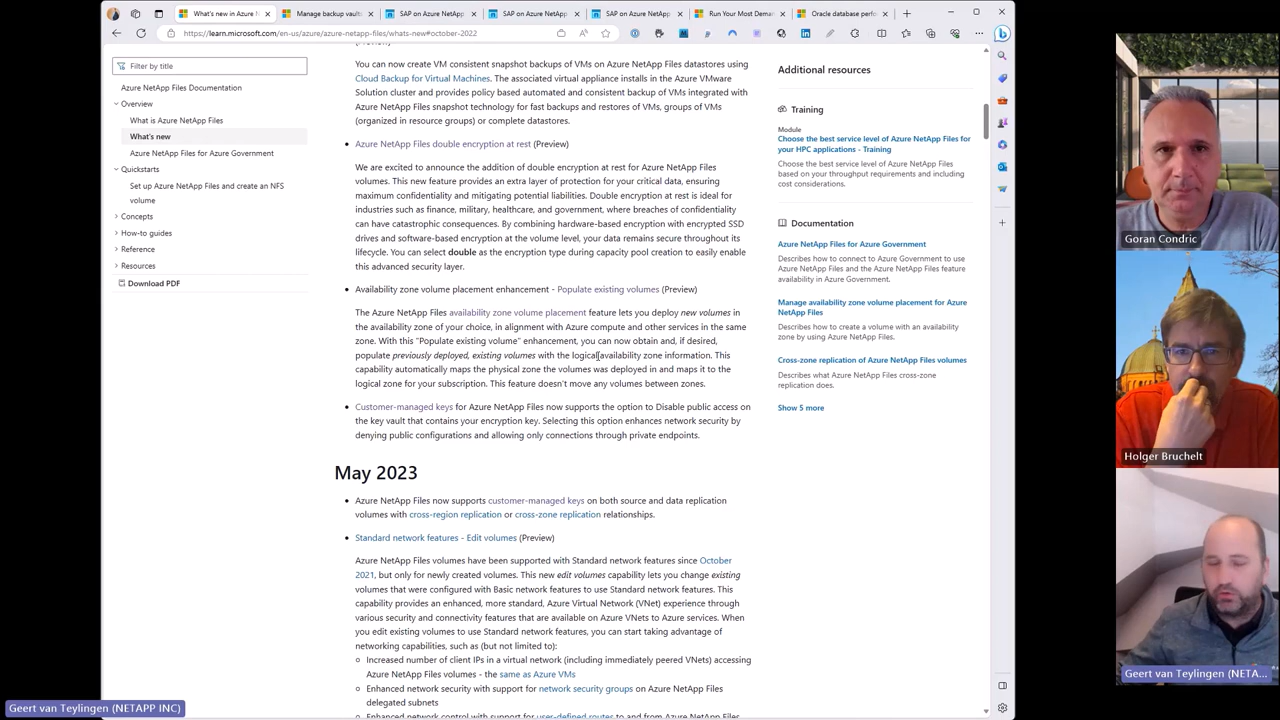 What's new in Azure N
Manage backup vault
SAP on Azure NetApp
SAP on Azure NetApp
SAP on Azure NetApp
Run Your Most Dema
Oracle database perfo
https://learn.microsoft.com/en-us/azure/azure-netapp-files/whats-new#october-2022
Filter by title
Azure NetApp Files Documentation
Overview
What is Azure NetApp Files
What's new
Azure NetApp Files for Azure Government
Quickstarts
Set up Azure NetApp Files and create an NFS
volume
Concepts
How-to guides
Reference
Resources
Download PDF
(Preview)
You can now create VM consistent snapshot backups of VMs on Azure NetApp Files datastores using
Cloud Backup for Virtual Machines. The associated virtual appliance installs in the Azure VMware
Solution cluster and provides policy based automated and consistent backup of VMs integrated with
Azure NetApp Files snapshot technology for fast backups and restores of VMs, groups of VMs
(organized in resource groups) or complete datastores.
• Azure NetApp Files double encryption at rest (Preview)
We are excited to announce the addition of double encryption at rest for Azure NetApp Files
volumes. This new feature provides an extra layer of protection for your critical data, ensuring
maximum confidentiality and mitigating potential liabilities. Double encryption at rest is ideal for
industries such as finance, military, healthcare, and government, where breaches of confidentiality
can have catastrophic consequences. By combining hardware-based encryption with encrypted SSD
drives and software-based encryption at the volume level, your data remains secure throughout its
lifecycle. You can select double as the encryption type during capacity pool creation to easily enable
this advanced security layer.
• Availability zone volume placement enhancement - Populate existing volumes (Preview)
The Azure NetApp Files availability zone volume placement feature lets you deploy new volumes in
the availability zone of your choice, in alignment with Azure compute and other services in the same
zone. With this "Populate existing volume" enhancement, you can now obtain and, if desired,
populate previously deployed, existing volumes with the logical availability zone information. This
capability automatically maps the physical zone the volumes was deployed in and maps it to the
logical zone for your subscription. This feature doesn't move any volumes between zones.
• Customer-managed keys for Azure NetApp Files now supports the option to Disable public access on
the key vault that contains your encryption key. Selecting this option enhances network security by
denying public configurations and allowing only connections through private endpoints.
May 2023
• Azure NetApp Files now supports customer-managed keys on both source and data replication
volumes with cross-region replication or cross-zone replication relationships.
• Standard network features - Edit volumes (Preview)
Azure NetApp Files volumes have been supported with Standard network features since October
2021, but only for newly created volumes. This new edit volumes capability lets you change existing
volumes that were configured with Basic network features to use Standard network features. This
capability provides an enhanced, more standard, Azure Virtual Network (VNet) experience through
various security and connectivity features that are available on Azure VNets to Azure services. When
you edit existing volumes to use Standard network features, you can start taking advantage of
networking capabilities, such as (but not limited to):
Increased number of client IPs in a virtual network (including immediately peered VNets) accessing
Azure NetApp Files volumes - the same as Azure VMs
Enhanced network security with support for network security groups on Azure NetApp Files
delegated subnets
Enhanced network control with support for user-defined routes to and from Azure NetApp Files
Additional resources
Training
Module
Choose the best service level of Azure NetApp Files for
your HPC applications - Training
Choose the best service level of Azure NetApp Files
based on your throughput requirements and including
cost considerations.
Documentation
Azure NetApp Files for Azure Government
Describes how to connect to Azure Government to use
Azure NetApp Files and the Azure NetApp Files feature
availability in Azure Government.
Manage availability zone volume placement for Azure
NetApp Files
Describes how to create a volume with an availability
zone by using Azure NetApp Files.
Cross-zone replication of Azure NetApp Files volumes
Describes what Azure NetApp Files cross-zone
replication does.
Show 5 more
Goran Condric
Holger Bruchelt
Geert van Teylingen (NETA...
Geert van Teylingen (NETAPP INC)